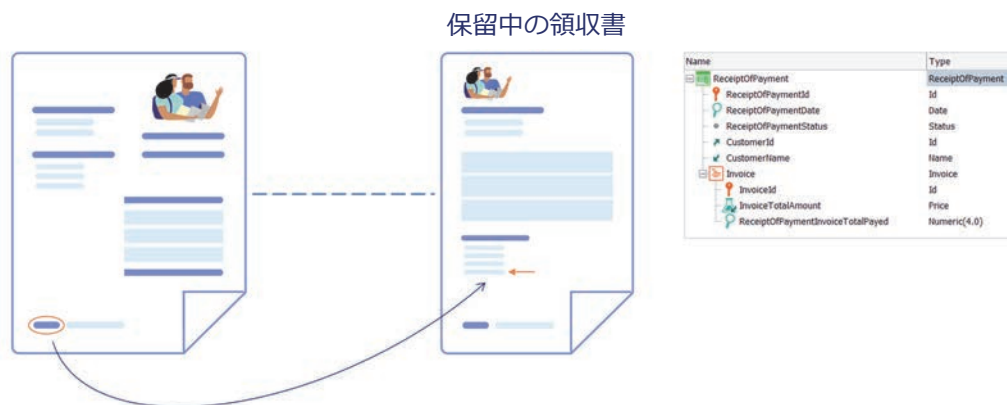 保留中の領収書
Name Type
ReceiptOfPayment ReceiptOfPayment
ReceiptOfPaymentId Id
ReceiptOfPaymentDate Date
ReceiptOfPaymentStatus Status
CustomerId Id
CustomerName Name
Invoice Invoice
InvoiceId Id
InvoiceTotalAmount Price
ReceiptOfPaymentInvoiceTotalPayed Numeric(4.0)